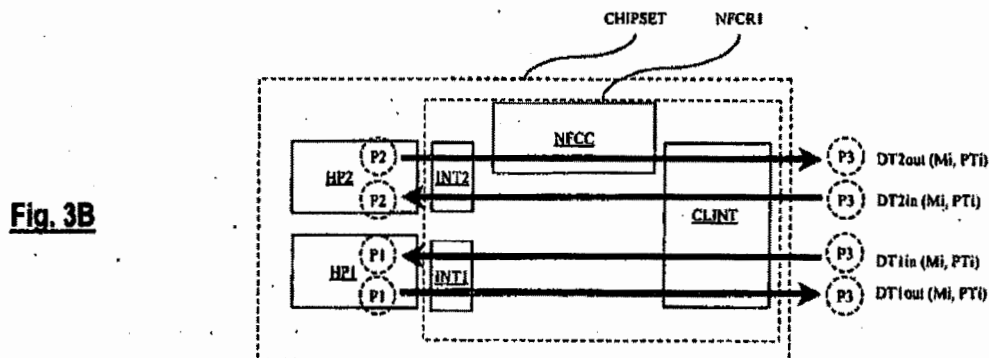 CHIPSET NFCR1
NFCC
P2 P3 DT2out (Mi, PTi)
HP2 INT2
P2 P3 DT2in (Mi, PTi)
CLINT
Fig. 3B
P1 P3 DT1in (Mi, PTi)
HP1 INT1
P1 P3 DT1out (Mi, PTi)